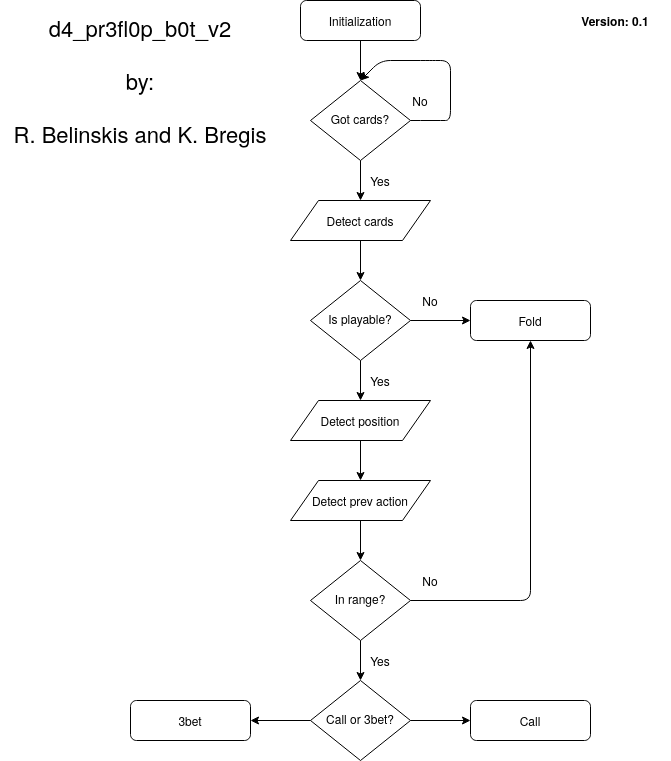 d4_pr3fl0p_b0t_v2
by:
R. Belinskis and K. Bregis
Version: 0.1
Initialization
Got cards?
No
Yes
Detect cards
Is playable?
No
Fold
Yes
Detect position
Detect prev action
In range?
No
Yes
3bet
Call or 3bet?
Call